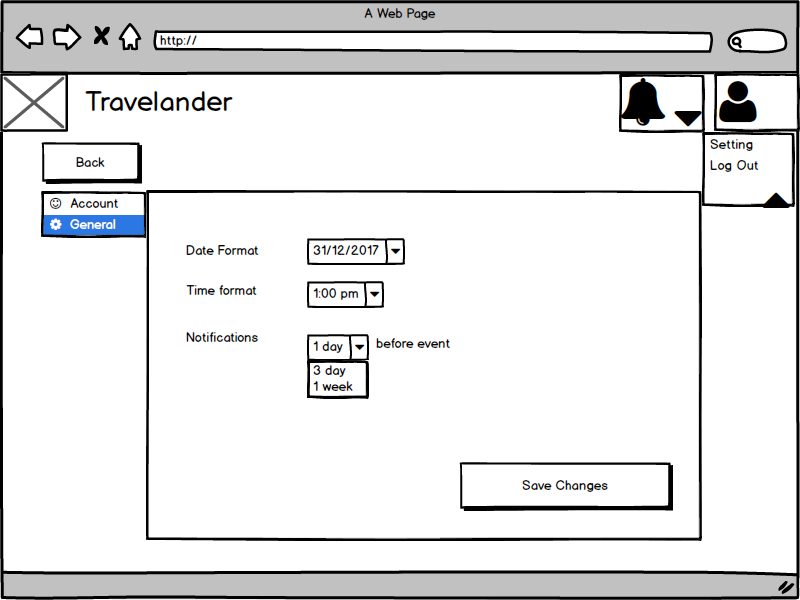 A Web Page
http://
Travelander
Setting
Log Out
Back
Account
General
Date Format
31/12/2017
Time format
1:00 pm
Notifications
1 day
before event
3 day
1 week
Save Changes